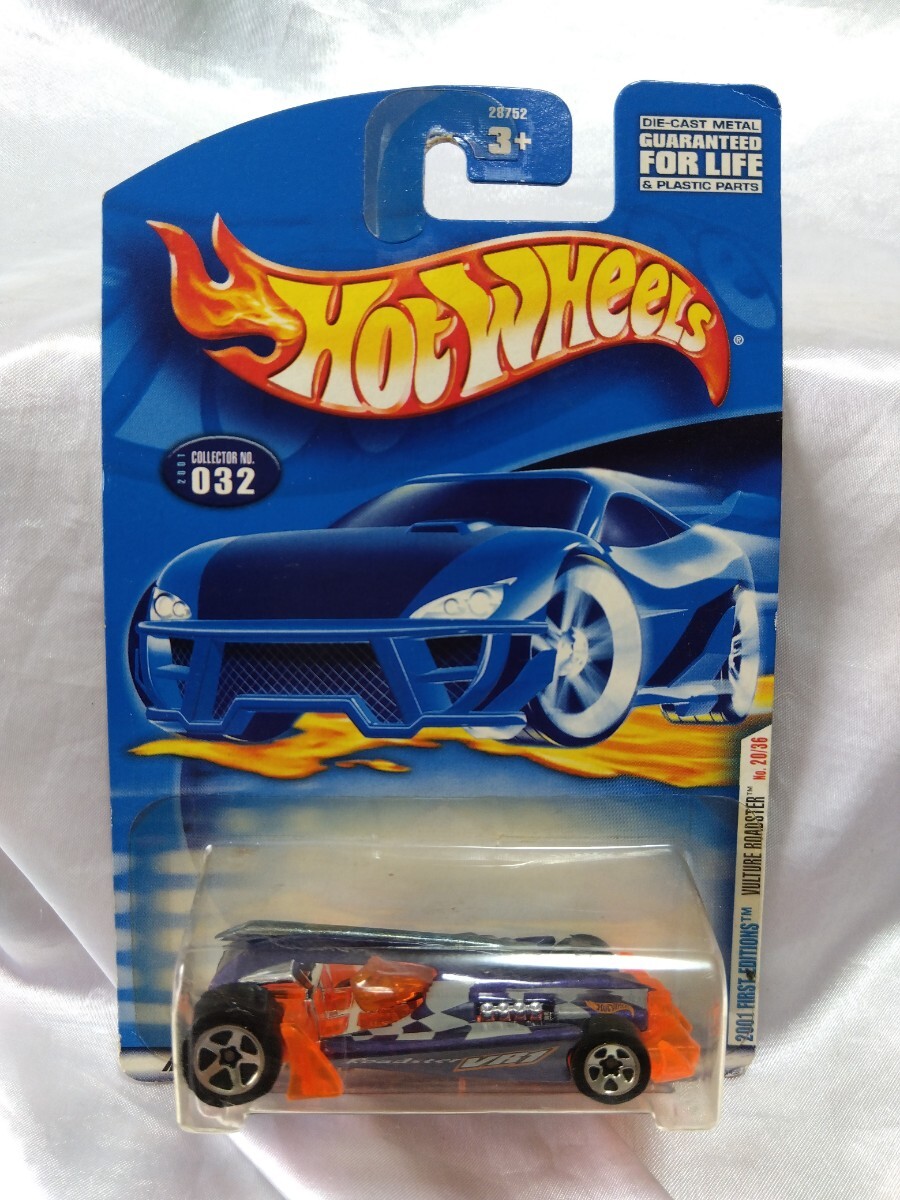 28752
3+
DIE-CAST METAL
GUARANTEED
FOR LIFE
& PLASTIC PARTS
HOT WHEELS®
2001
COLLECTOR NO.
032
2001 FIRST EDITIONS™ VULTURE ROADSTER™ No. 20/36
Roadster VR1